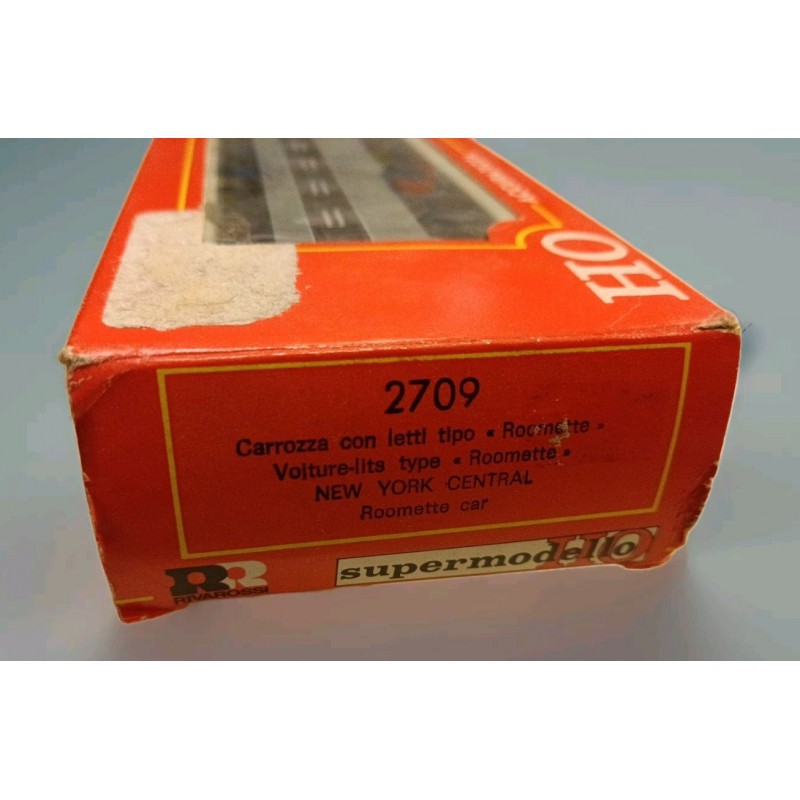 HO
2709
Carrozza con letti tipo « Roomette »
Voiture-lits type « Roomette »
NEW YORK CENTRAL
Roomette car
RR
RIVAROSSI
supermodello